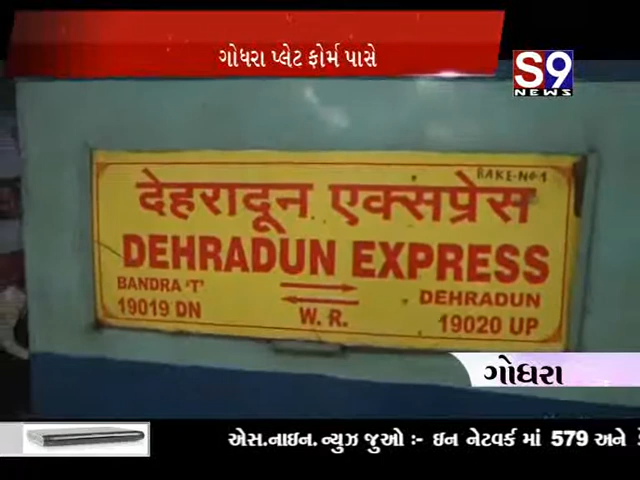 ગોધરા પ્લેટ ફોર્મ પાસે
S9
NEWS
RAKE-NO-1
देहरादून एक्सप्रेस
DEHRADUN EXPRESS
BANDRA 'T'
DEHRADUN
19019 DN
W. R.
19020 UP
ગોધરા
એસ.નાઇન. ન્યુઝ જુઓ :- ઇન નેટવર્ક માં 579 અને